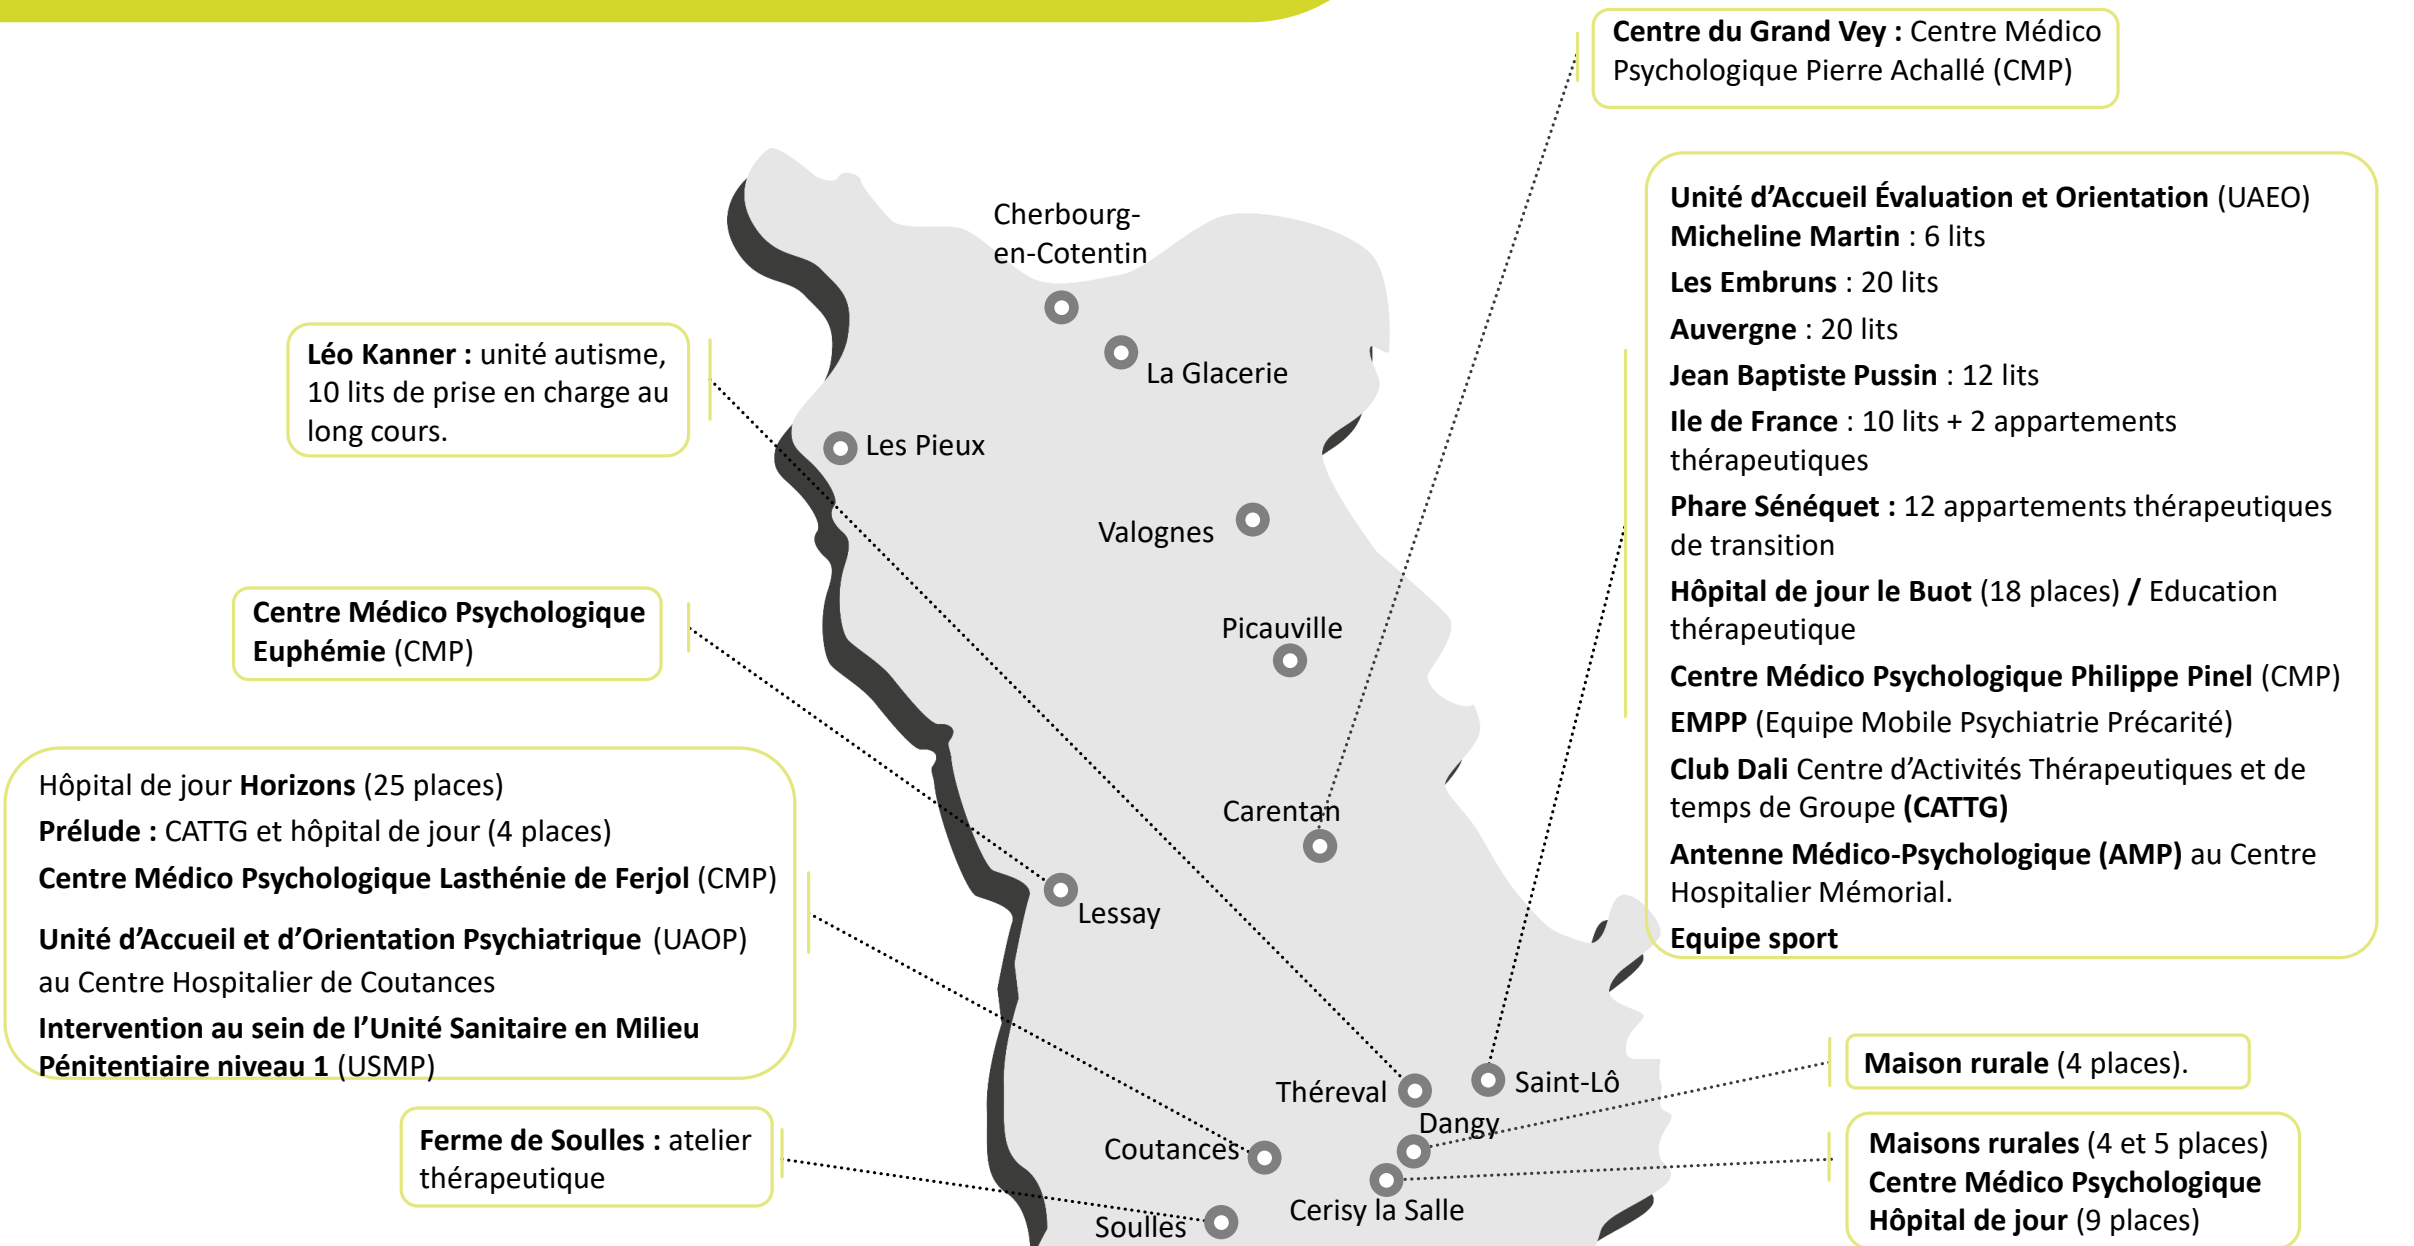 Centre du Grand Vey : Centre Médico
Psychologique Pierre Achallé (CMP)
Unité d’Accueil Évaluation et Orientation (UAEO)
Micheline Martin : 6 lits
Les Embruns : 20 lits
Auvergne : 20 lits
Jean Baptiste Pussin : 12 lits
Ile de France : 10 lits + 2 appartements
thérapeutiques
Phare Sénéquet : 12 appartements thérapeutiques
de transition
Hôpital de jour le Buot (18 places) / Education
thérapeutique
Centre Médico Psychologique Philippe Pinel (CMP)
EMPP (Equipe Mobile Psychiatrie Précarité)
Club Dali Centre d’Activités Thérapeutiques et de
temps de Groupe (CATTG)
Antenne Médico-Psychologique (AMP) au Centre
Hospitalier Mémorial.
Equipe sport
Cherbourg-
en-Cotentin
La Glacerie
Les Pieux
Valognes
Picauville
Carentan
Lessay
Théreval
Saint-Lô
Dangy
Coutances
Cerisy la Salle
Soulles
Léo Kanner : unité autisme,
10 lits de prise en charge au
long cours.
Centre Médico Psychologique
Euphémie (CMP)
Hôpital de jour Horizons (25 places)
Prélude : CATTG et hôpital de jour (4 places)
Centre Médico Psychologique Lasthénie de Ferjol (CMP)
Unité d’Accueil et d’Orientation Psychiatrique (UAOP)
au Centre Hospitalier de Coutances
Intervention au sein de l’Unité Sanitaire en Milieu
Pénitentiaire niveau 1 (USMP)
Ferme de Soulles : atelier
thérapeutique
Maison rurale (4 places).
Maisons rurales (4 et 5 places)
Centre Médico Psychologique
Hôpital de jour (9 places)